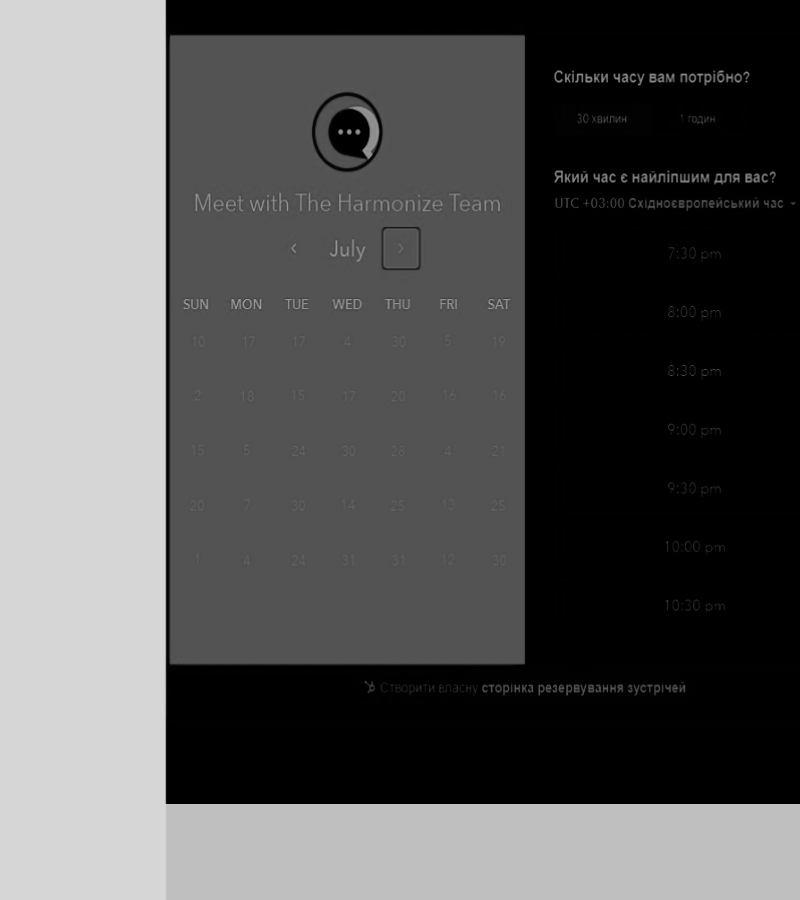 Meet with The Harmonize Team
‹ July ›
SUN MON TUE WED THU FRI SAT
10 17 17 4 30 5 19
2 18 15 17 20 16 16
15 5 24 30 28 4 21
20 7 30 14 25 13 25
1 4 24 31 31 12 30
Скільки часу вам потрібно?
30 хвилин 1 годин
Який час є найліпшим для вас?
UTC +03:00 Східноєвропейський час
7:30 pm
8:00 pm
8:30 pm
9:00 pm
9:30 pm
10:00 pm
10:30 pm
Створити власну сторінка резервування зустрічей